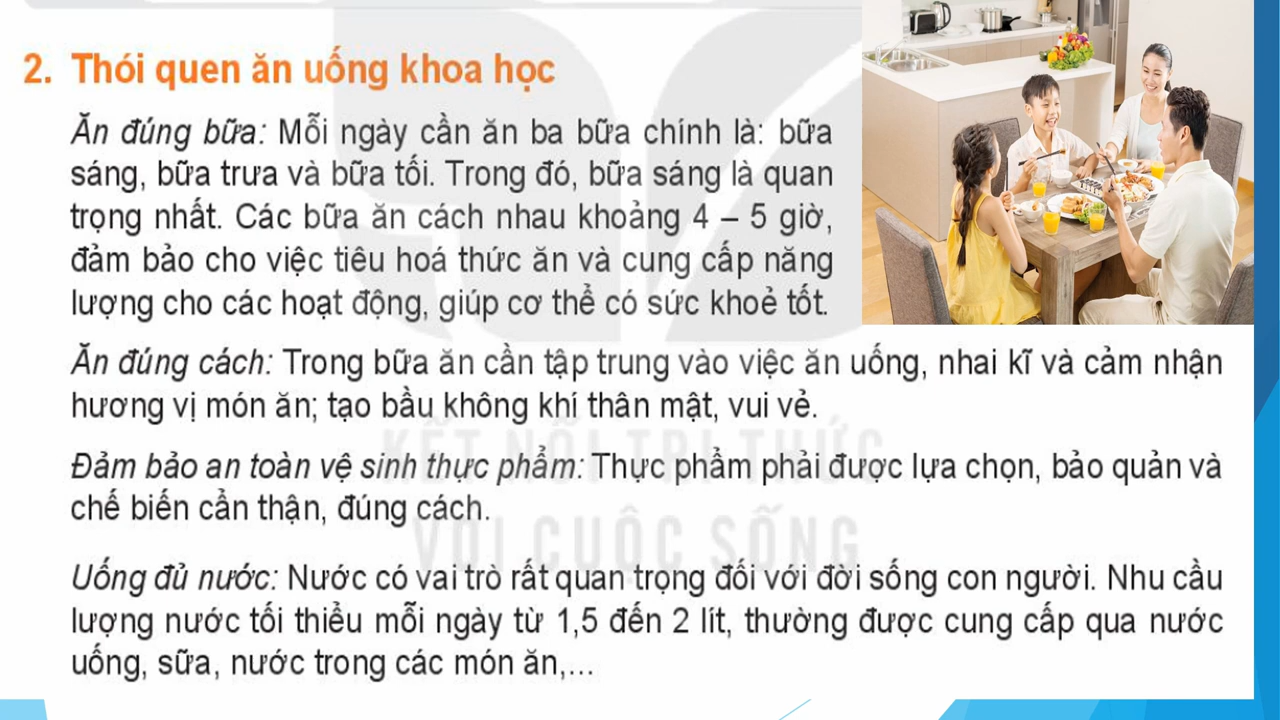 2. Thói quen ăn uống khoa học
Ăn đúng bữa: Mỗi ngày cần ăn ba bữa chính là: bữa
sáng, bữa trưa và bữa tối. Trong đó, bữa sáng là quan
trọng nhất. Các bữa ăn cách nhau khoảng 4 – 5 giờ,
đảm bảo cho việc tiêu hoá thức ăn và cung cấp năng
lượng cho các hoạt động, giúp cơ thể có sức khoẻ tốt.
Ăn đúng cách: Trong bữa ăn cần tập trung vào việc ăn uống, nhai kĩ và cảm nhận
hương vị món ăn; tạo bầu không khí thân mật, vui vẻ.
KẾT NỐI TRI THỨC
Đảm bảo an toàn vệ sinh thực phẩm: Thực phẩm phải được lựa chọn, bảo quản và
chế biến cẩn thận, đúng cách.
VỚI CUỘC SỐNG
Uống đủ nước: Nước có vai trò rất quan trọng đối với đời sống con người. Nhu cầu
lượng nước tối thiểu mỗi ngày từ 1,5 đến 2 lít, thường được cung cấp qua nước
uống, sữa, nước trong các món ăn,...